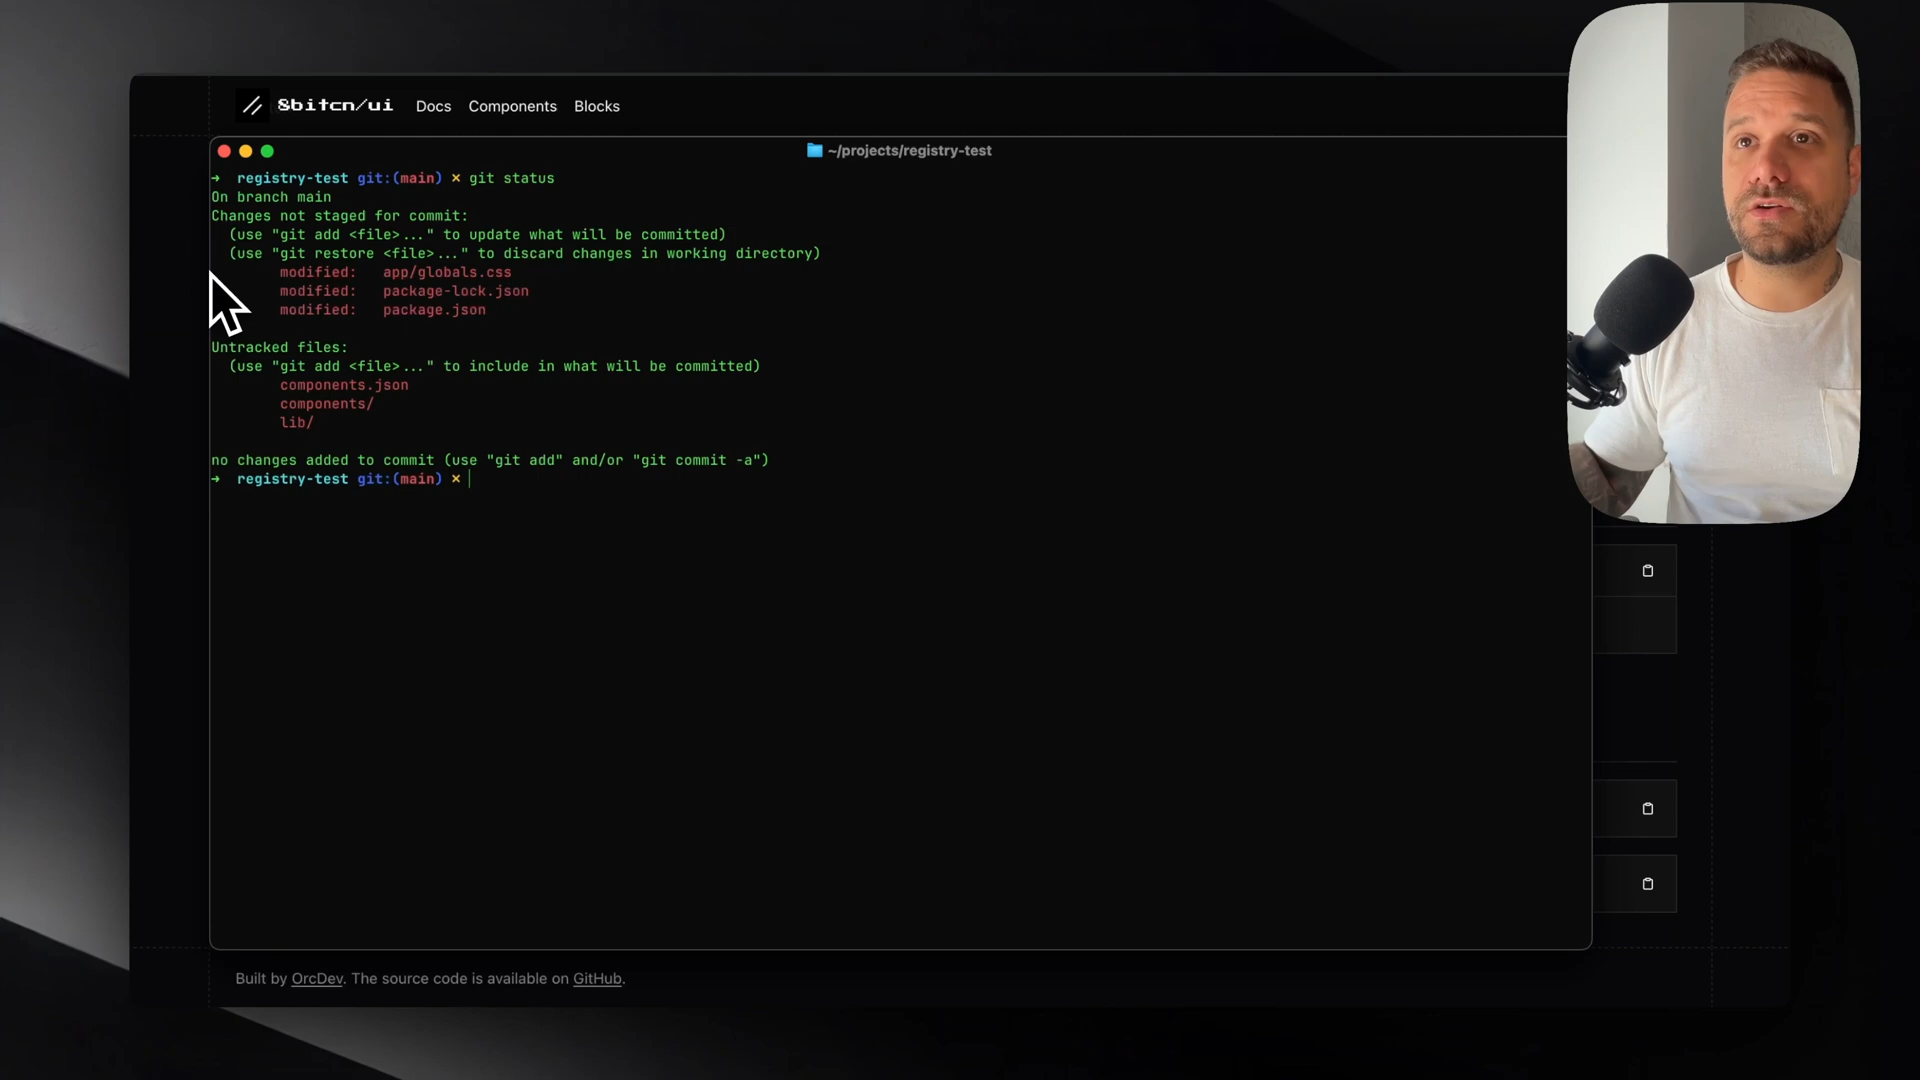 8bitcn/ui Docs Components Blocks
~/projects/registry-test
→ registry-test git:(main) × git status
On branch main
Changes not staged for commit:
  (use "git add <file>..." to update what will be committed)
  (use "git restore <file>..." to discard changes in working directory)
        modified:   app/globals.css
        modified:   package-lock.json
        modified:   package.json
Untracked files:
  (use "git add <file>..." to include in what will be committed)
        components.json
        components/
        lib/
no changes added to commit (use "git add" and/or "git commit -a")
→ registry-test git:(main) ×
Built by OrcDev. The source code is available on GitHub.